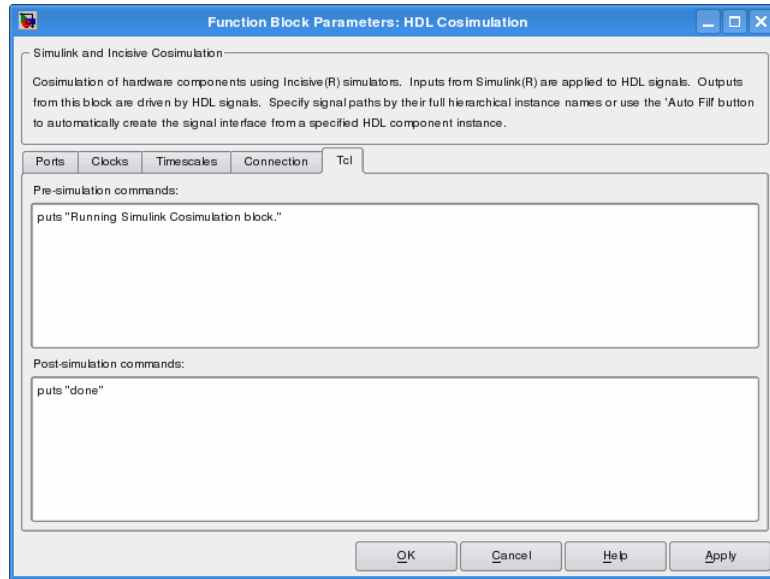 Function Block Parameters: HDL Cosimulation
Simulink and Incisive Cosimulation
Cosimulation of hardware components using Incisive(R) simulators. Inputs from Simulink(R) are applied to HDL signals. Outputs
from this block are driven by HDL signals. Specify signal paths by their full hierarchical instance names or use the 'Auto Fill' button
to automatically create the signal interface from a specified HDL component instance.
Ports Clocks Timescales Connection Tcl
Pre-simulation commands:
puts "Running Simulink Cosimulation block."
Post-simulation commands:
puts "done"
OK Cancel Help Apply